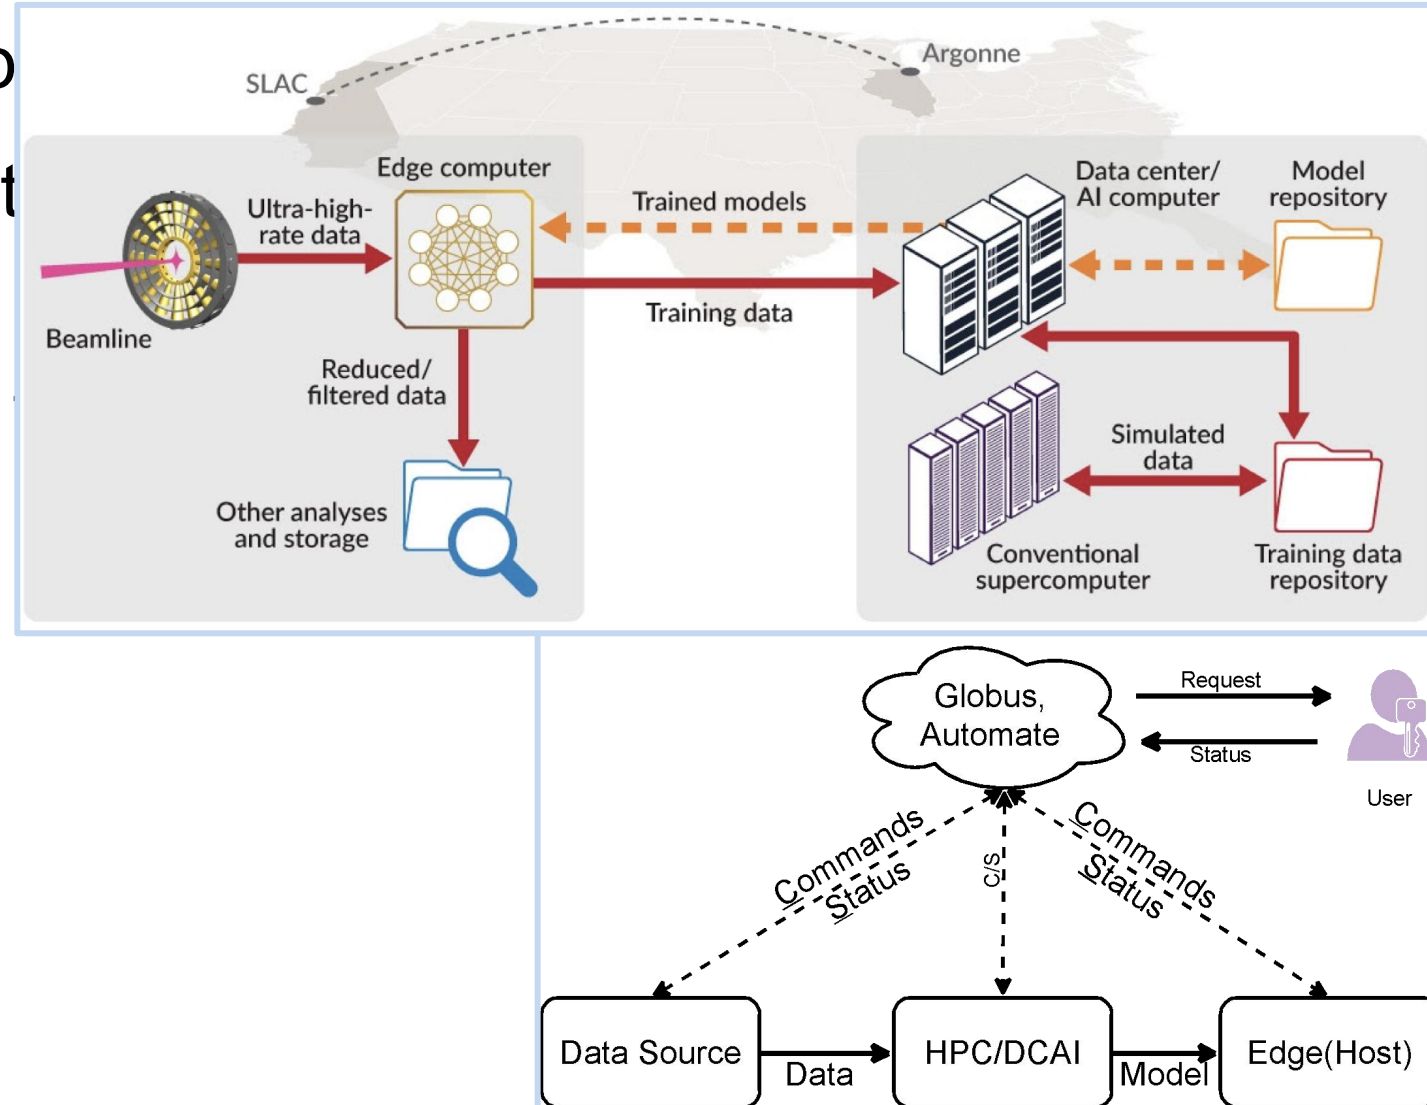 SLAC
Argonne
Edge computer
Ultra-high-
rate data
Beamline
Reduced/
filtered data
Other analyses
and storage
Trained models
Training data
Data center/
AI computer
Model
repository
Simulated
data
Conventional
supercomputer
Training data
repository
Globus,
Automate
Request
Status
User
Commands
Status
C/S
Commands
Status
Data Source
Data
HPC/DCAI
Model
Edge(Host)